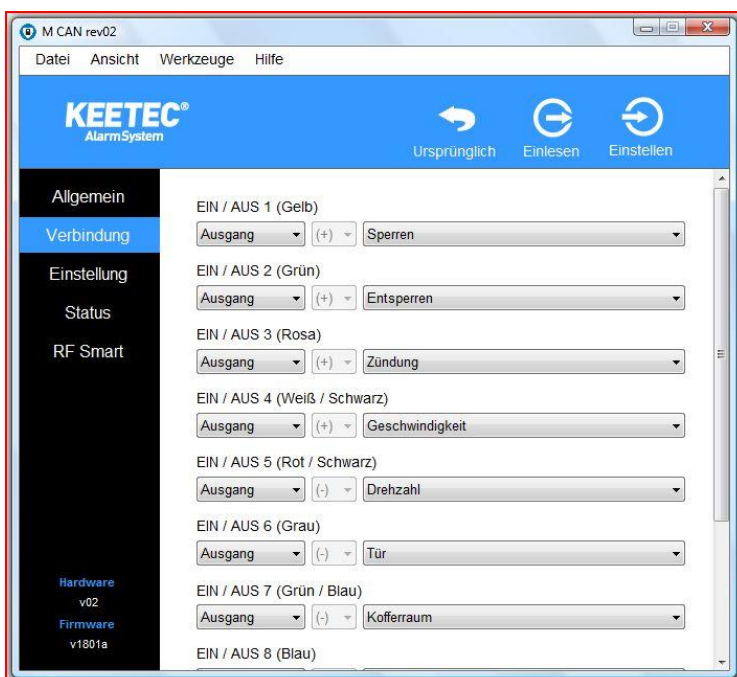 M CAN rev02
Datei Ansicht Werkzeuge Hilfe
KEETEC®
AlarmSystem
Ursprünglich Einlesen Einstellen
Allgemein
Verbindung
Einstellung
Status
RF Smart
Hardware
v02
Firmware
v1801a
EIN / AUS 1 (Gelb)
Ausgang (+) Sperren
EIN / AUS 2 (Grün)
Ausgang (+) Entsperren
EIN / AUS 3 (Rosa)
Ausgang (+) Zündung
EIN / AUS 4 (Weiß / Schwarz)
Ausgang (+) Geschwindigkeit
EIN / AUS 5 (Rot / Schwarz)
Ausgang (-) Drehzahl
EIN / AUS 6 (Grau)
Ausgang (-) Tür
EIN / AUS 7 (Grün / Blau)
Ausgang (-) Kofferraum
EIN / AUS 8 (Blau)